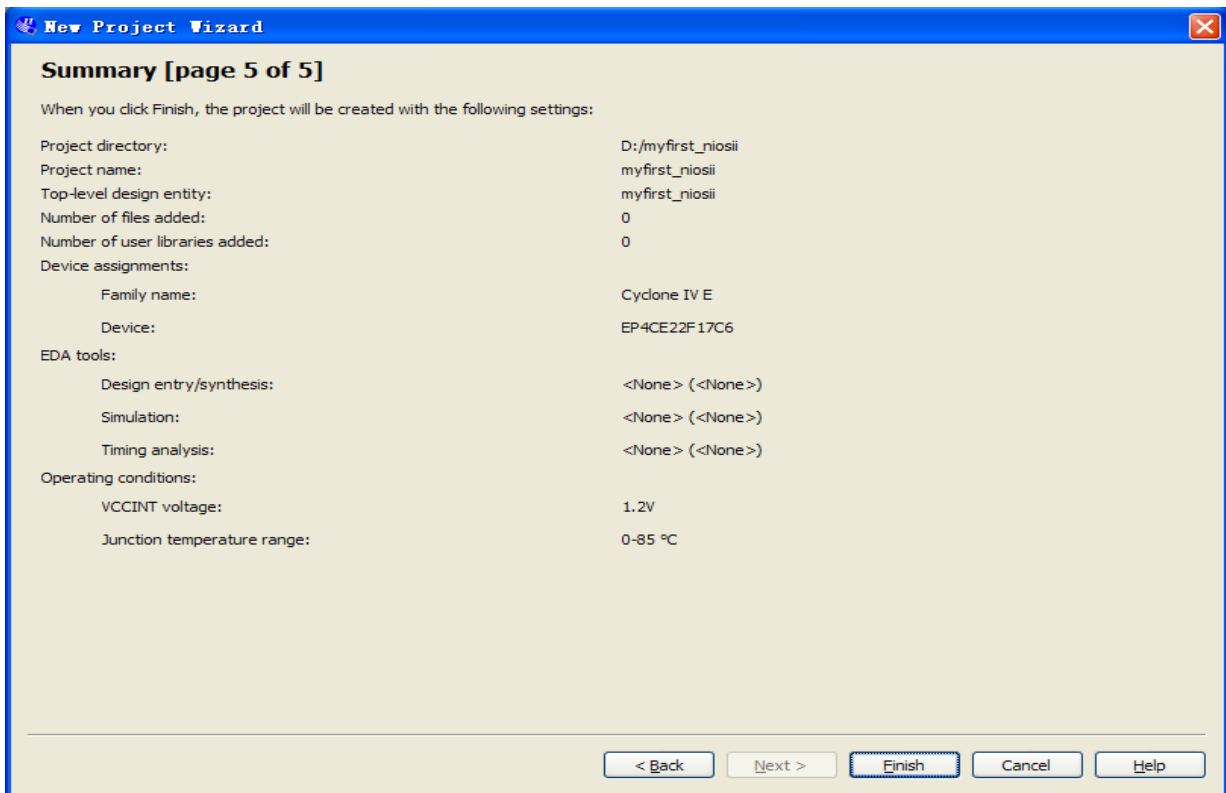 New Project Wizard
Summary [page 5 of 5]
When you click Finish, the project will be created with the following settings:
Project directory: D:/myfirst_niosii
Project name: myfirst_niosii
Top-level design entity: myfirst_niosii
Number of files added: 0
Number of user libraries added: 0
Device assignments:
Family name: Cyclone IV E
Device: EP4CE22F17C6
EDA tools:
Design entry/synthesis: <None> (<None>)
Simulation: <None> (<None>)
Timing analysis: <None> (<None>)
Operating conditions:
VCCINT voltage: 1.2V
Junction temperature range: 0-85 °C
< Back Next > Finish Cancel Help